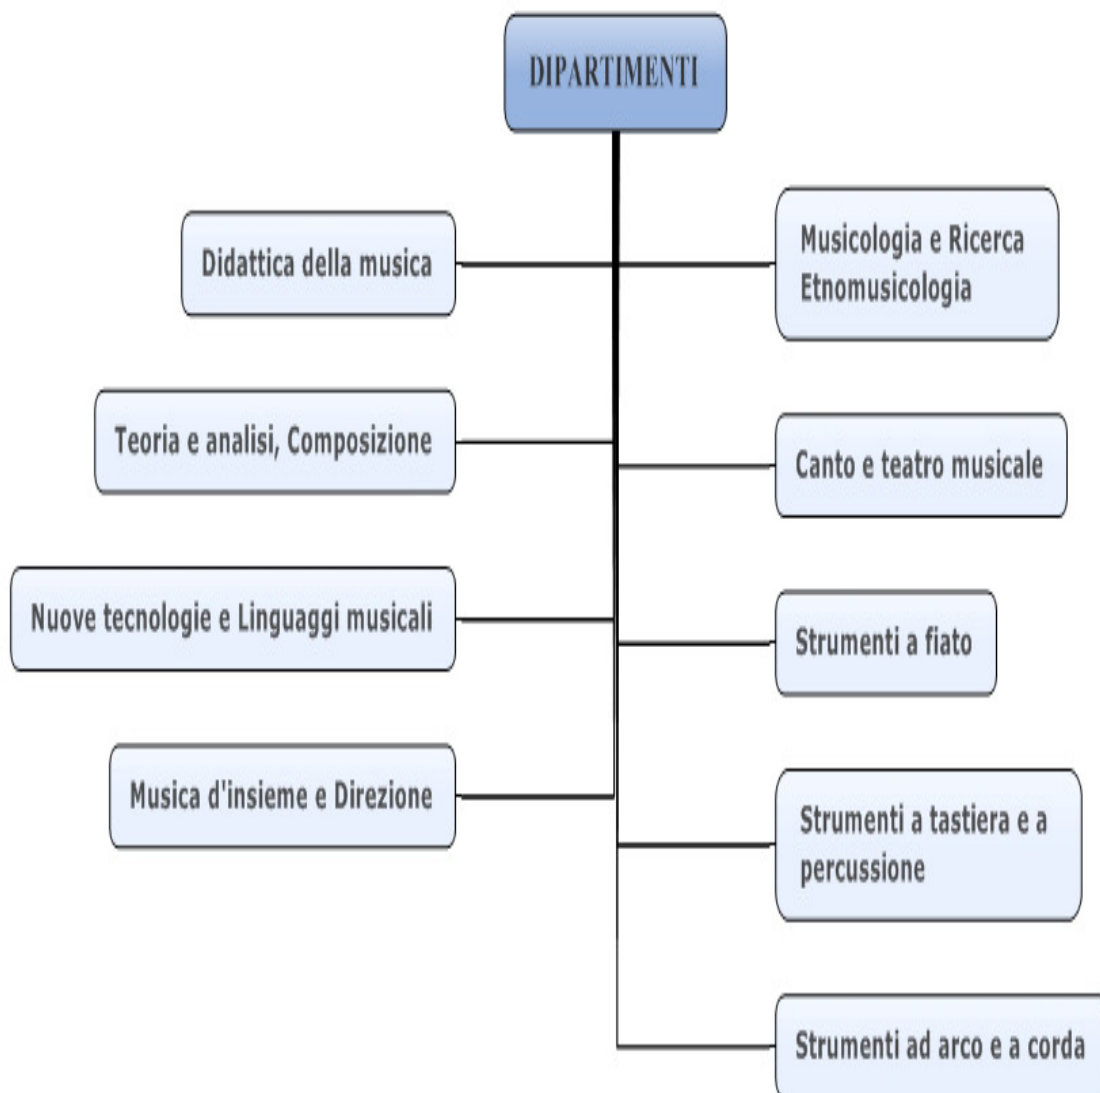 DIPARTIMENTI
Didattica della musica
Teoria e analisi, Composizione
Nuove tecnologie e Linguaggi musicali
Musica d'insieme e Direzione
Musicologia e Ricerca
Etnomusicologia
Canto e teatro musicale
Strumenti a fiato
Strumenti a tastiera e a
percussione
Strumenti ad arco e a corda